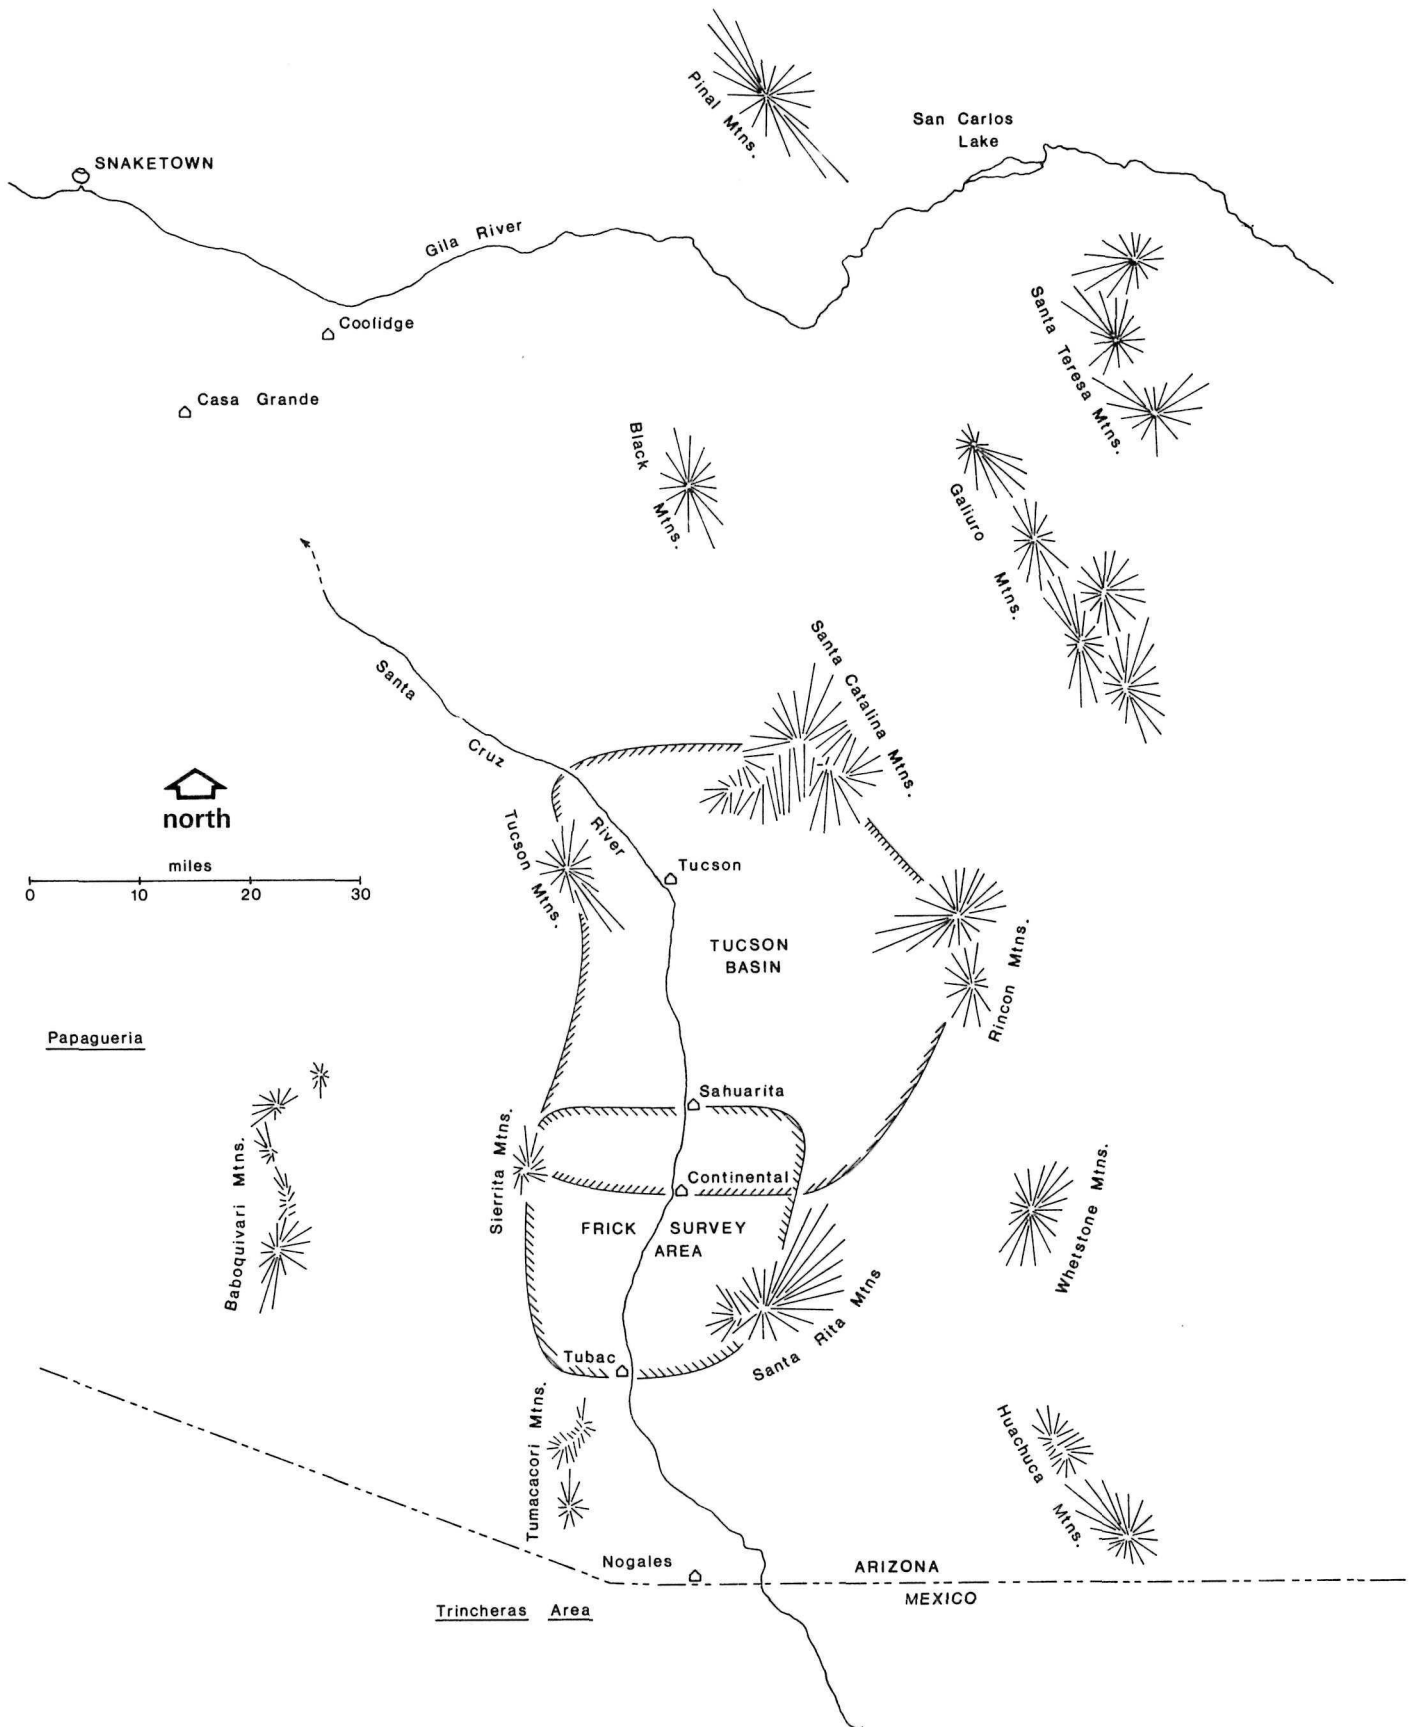 Pinal Mtns.
San Carlos
Lake
SNAKETOWN
Gila River
Coolidge
Santa Teresa Mtns.
Casa Grande
Black Mtns.
Galiuro Mtns.
Santa Catalina Mtns.
Santa Cruz River
north
miles
0 10 20 30
Tucson Mtns.
Tucson
TUCSON
BASIN
Rincon Mtns.
Papagueria
Sahuarita
Sierrita Mtns.
Baboquivari Mtns.
Continental
Whetstone Mtns.
FRICK SURVEY
AREA
Santa Rita Mtns
Tubac
Tumacacori Mtns.
Huachuca Mtns.
Nogales
ARIZONA
MEXICO
Trincheras Area